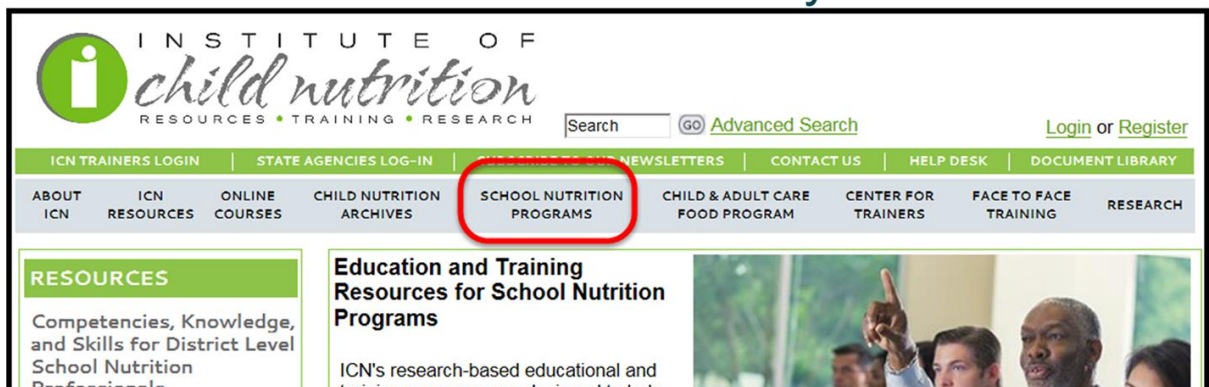 INSTITUTE OF
child nutrition
RESOURCES • TRAINING • RESEARCH
Search GO Advanced Search
Login or Register
ICN TRAINERS LOGIN | STATE AGENCIES LOG-IN | NEWSLETTERS | CONTACT US | HELP DESK | DOCUMENT LIBRARY
ABOUT ICN
ICN RESOURCES
ONLINE COURSES
CHILD NUTRITION ARCHIVES
SCHOOL NUTRITION PROGRAMS
CHILD & ADULT CARE FOOD PROGRAM
CENTER FOR TRAINERS
FACE TO FACE TRAINING
RESEARCH
RESOURCES
Competencies, Knowledge,
and Skills for District Level
School Nutrition
Professionals
Education and Training
Resources for School Nutrition
Programs
ICN's research-based educational and